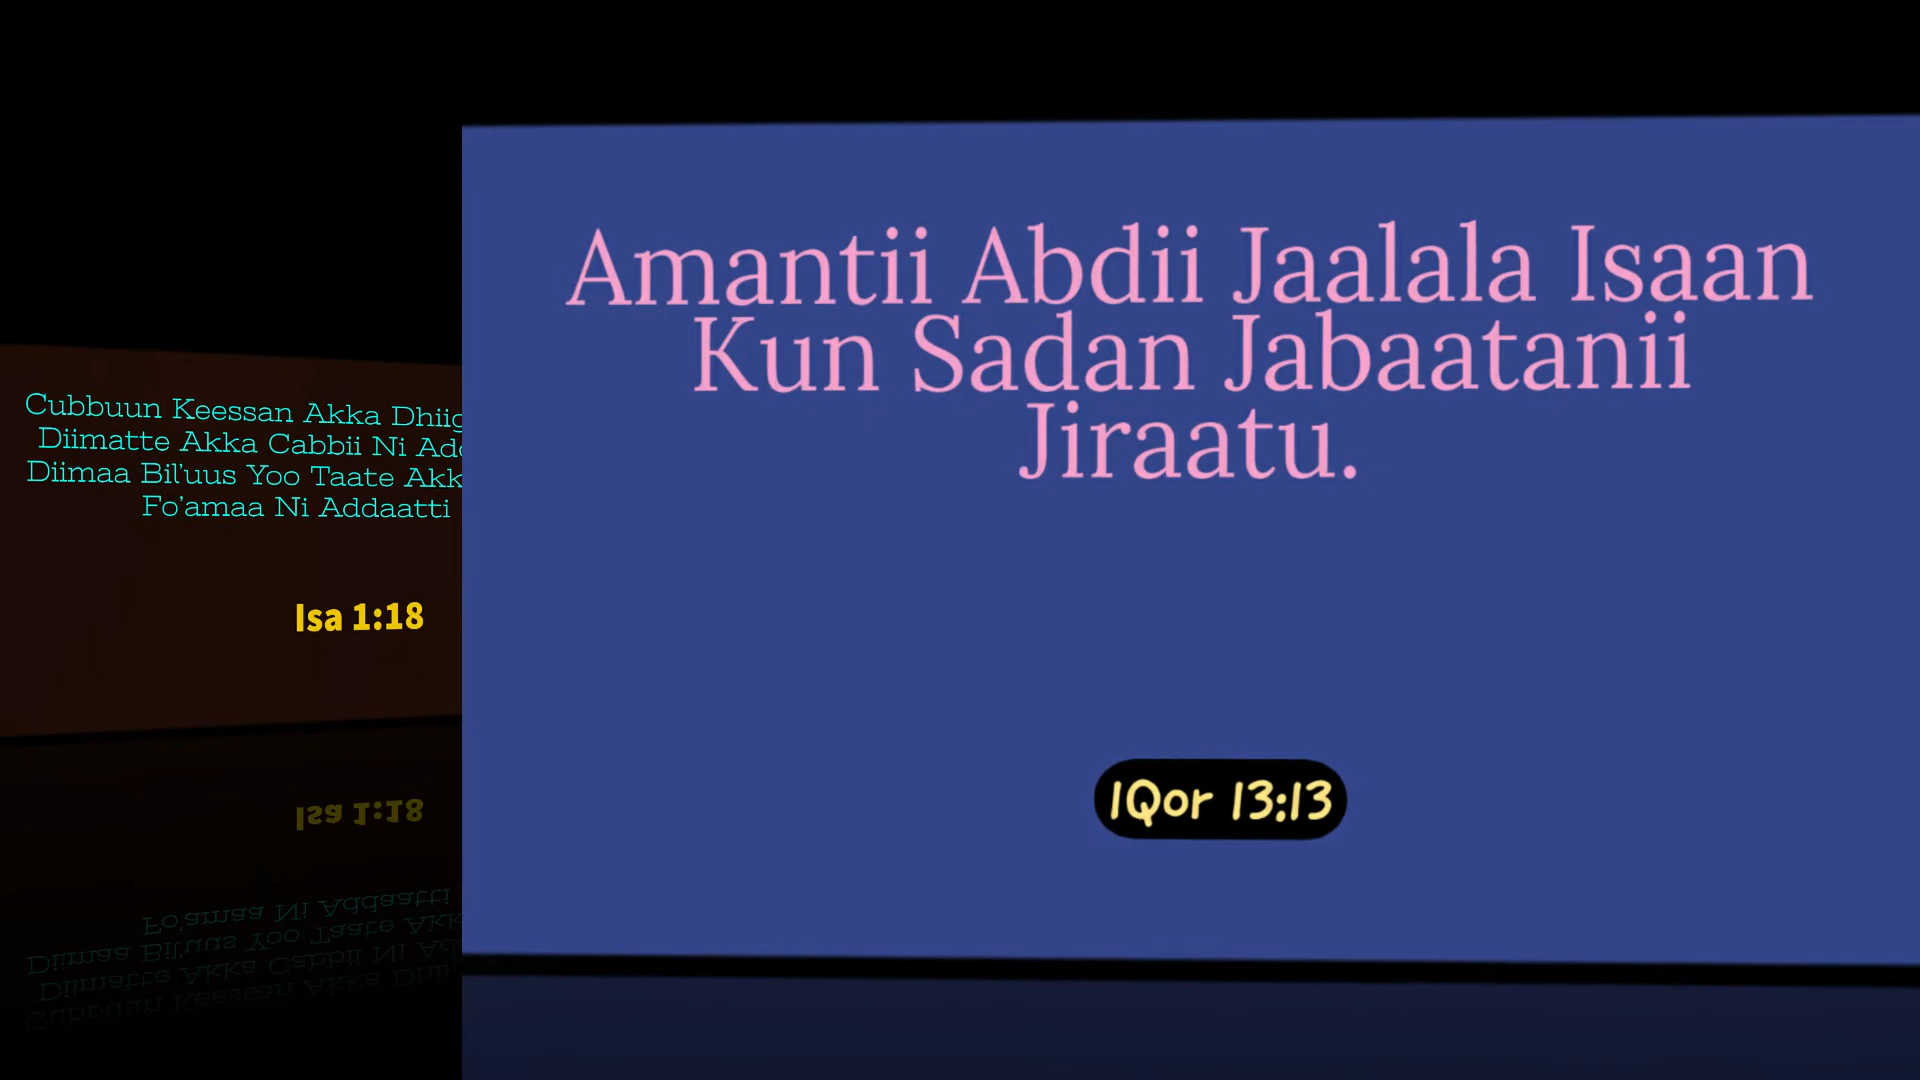 Cubbuun Keessan Akka
Diimatte Akka Cabbii Ni
Diimaa Bil'uus Yoo Taate
Fo'amaa Ni Addaatti
Isa 1:18
Amantii Abdii Jaalala Isaan
Kun Sadan Jabaatanii
Jiraatu.
1Qor 13:13